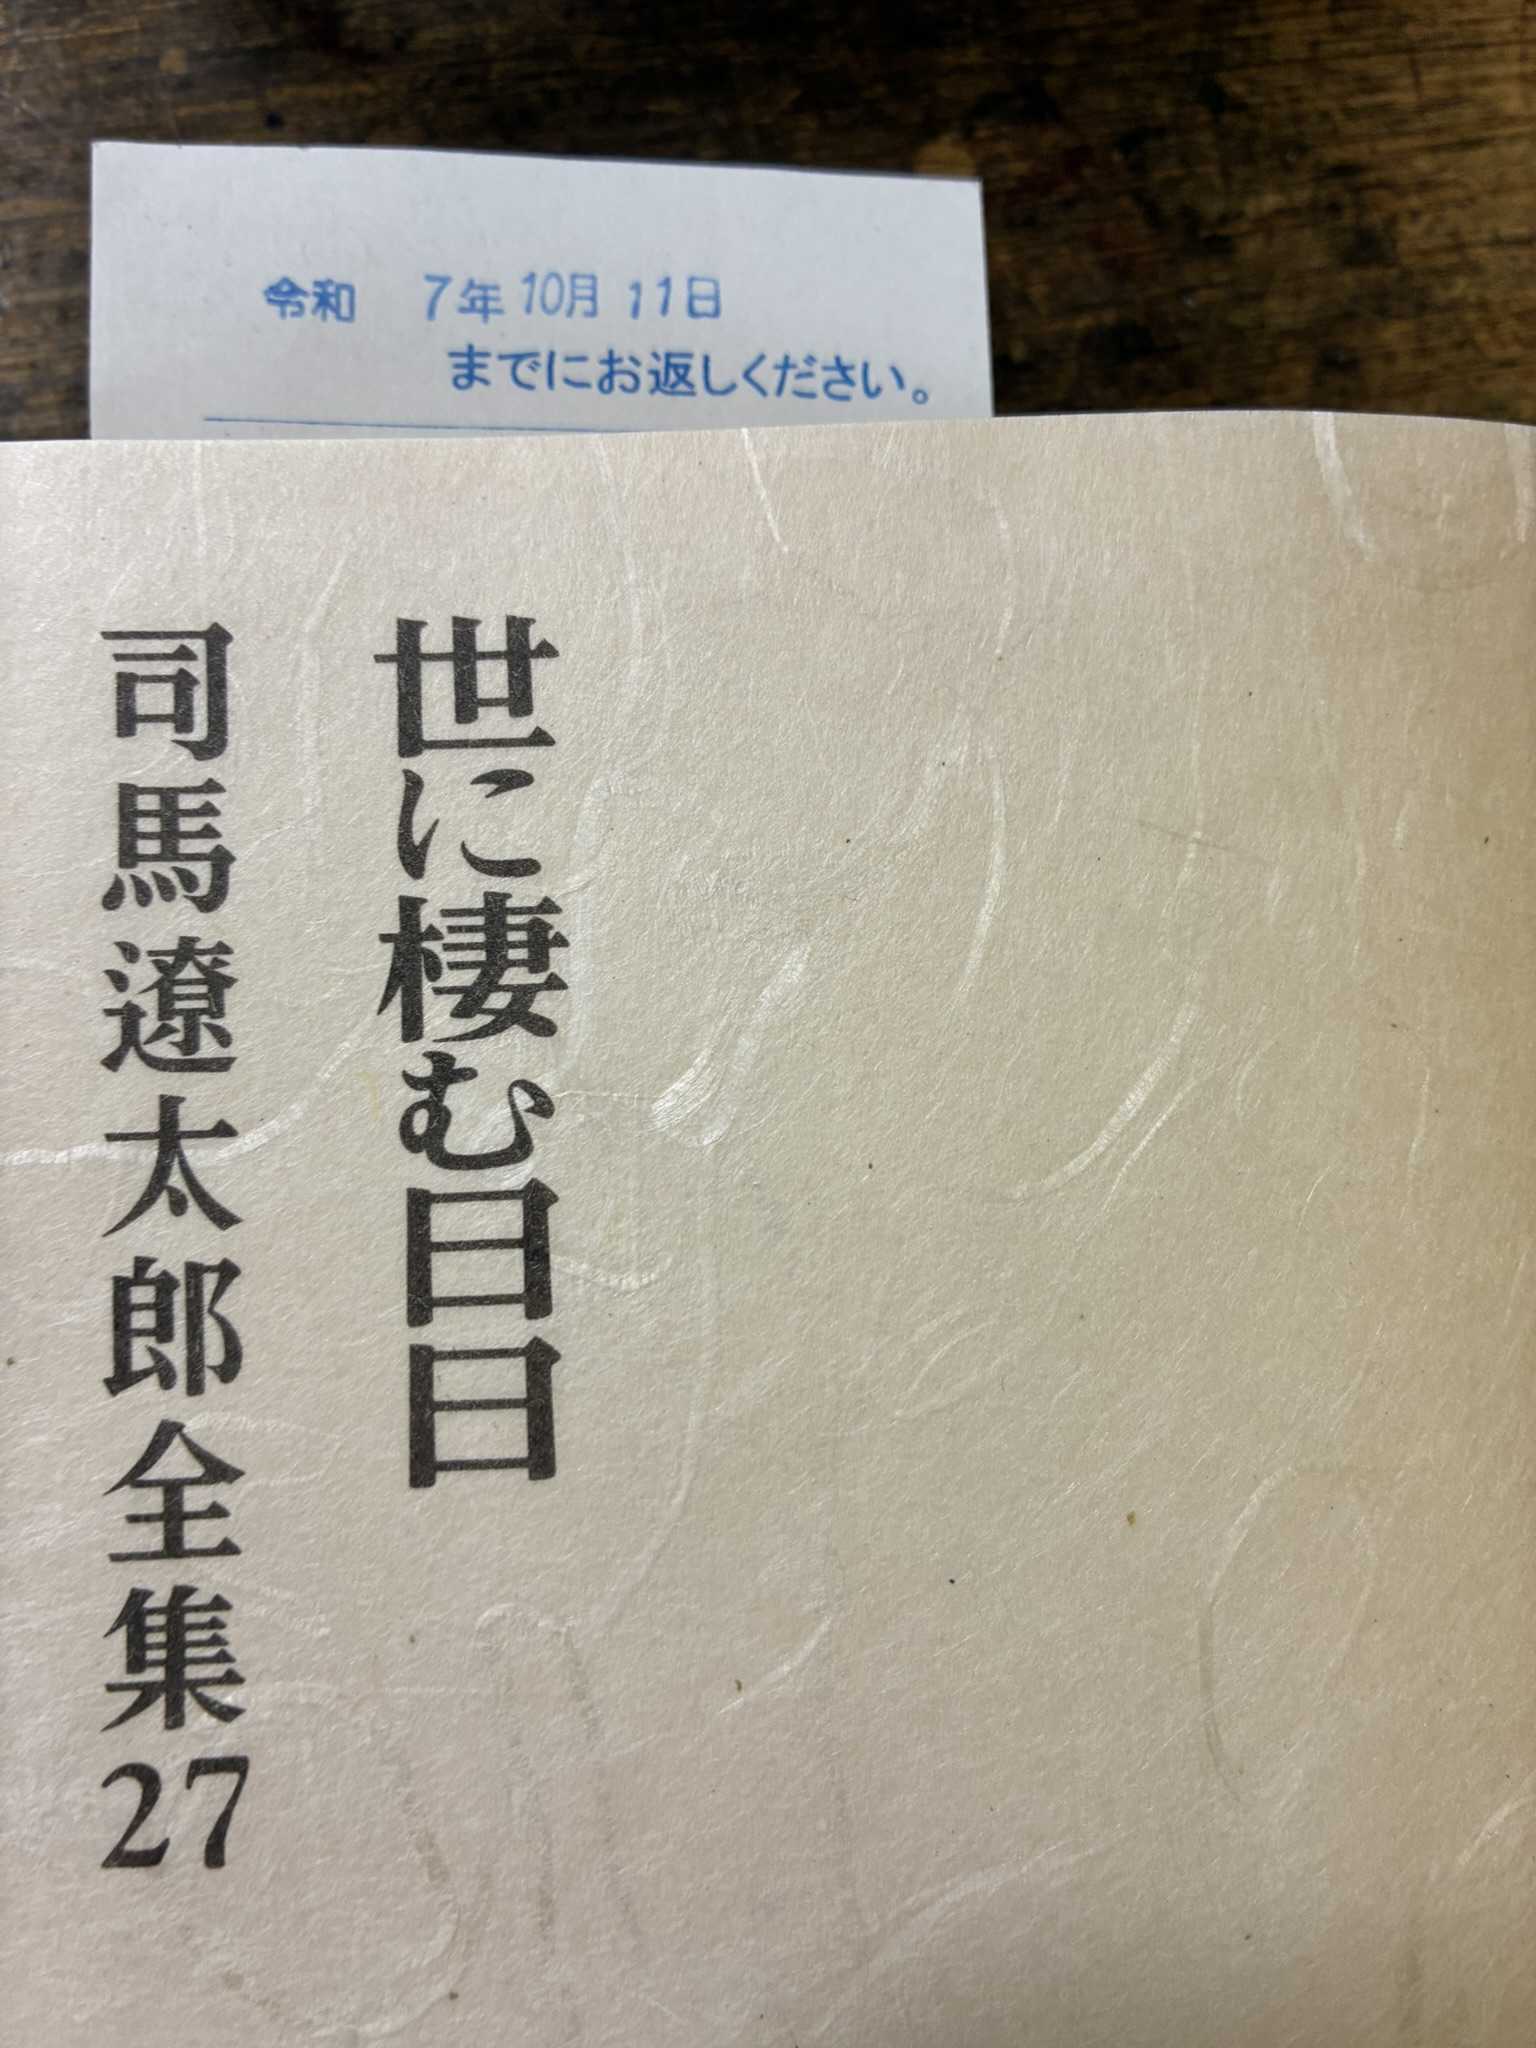 令和　7年10月11日
までにお返しください。
世に棲む日日
司馬遼太郎全集27